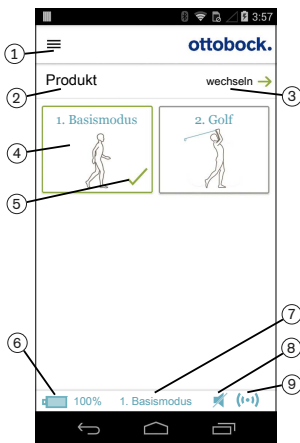 3:57
1
ottobock.
2
Produkt
wechseln
3
4
1. Basismodus
2. Golf
5
6
7
8
9
100%
1. Basismodus